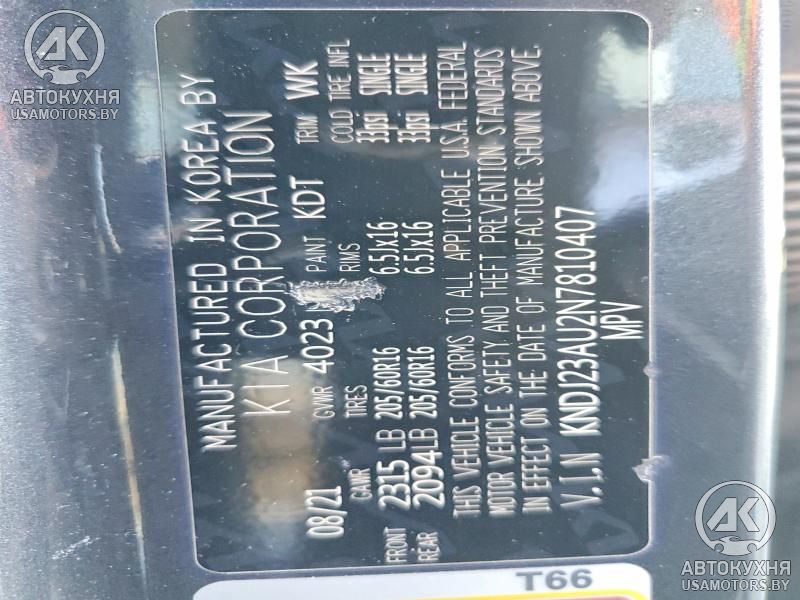 AK
АВТОКУХНЯ
USAMOTORS.BY
MANUFACTURED IN KOREA BY
KIA CORPORATION
08/21 GVWR 4023 PAINT KDT TRIM WK
GAWR TIRES RIMS COLD TIRE INFL
FRONT 2315 LB 205/60R16 6.5Jx16 33psi SINGLE
REAR 2094LB 205/60R16 6.5Jx16 33psi SINGLE
THIS VEHICLE CONFORMS TO ALL APPLICABLE U.S.A. FEDERAL
MOTOR VEHICLE SAFETY AND THEFT PREVENTION STANDARDS
IN EFFECT ON THE DATE OF MANUFACTURE SHOWN ABOVE.
V.I.N KNDJ23AU2N7810407
MPV
T66
AK
АВТОКУХНЯ
USAMOTORS.BY